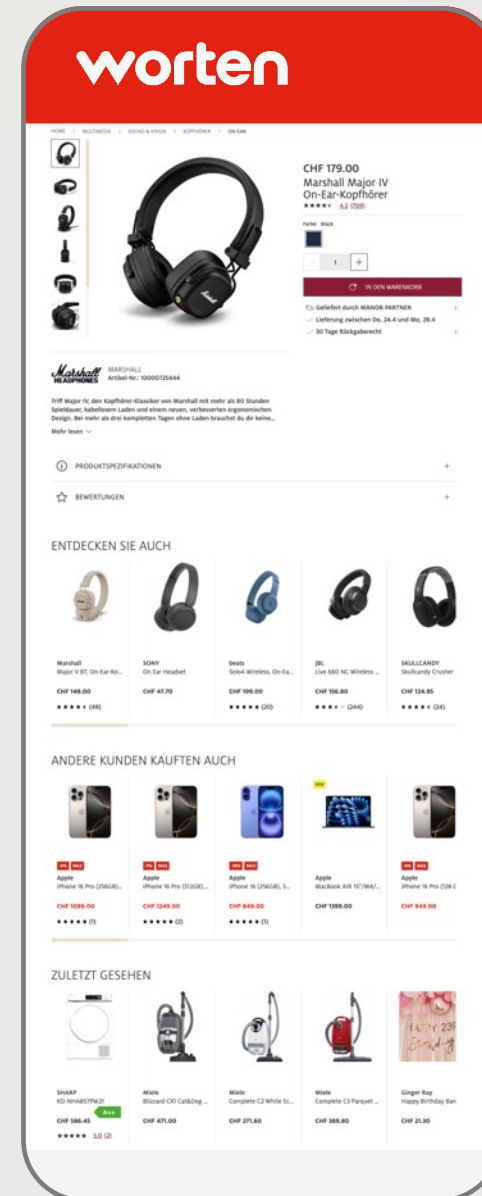 worten
HOME > MULTIMEDIA > SOUND & VISION > KOPFHÖRER > ON-EAR
CHF 179.00
Marshall Major IV
On-Ear-Kopfhörer
4.5 (709)
Farbe: Black
- 1 +
IN DEN WARENKORB
Geliefert durch MANOR PARTNER
Lieferung zwischen Do, 24.4 und Mo, 28.4
30 Tage Rückgaberecht
Marshall
HEADPHONES
MARSHALL
Artikel-Nr.: 10000725444
Triff Major IV, den Kopfhörer-Klassiker von Marshall mit mehr als 80 Stunden
Spieldauer, kabellosem Laden und einem neuen, verbesserten ergonomischen
Design. Bei mehr als drei kompletten Tagen ohne Laden brauchst du dir keine...
Mehr lesen
PRODUKTSPEZIFIKATIONEN +
BEWERTUNGEN +
ENTDECKEN SIE AUCH
Marshall SONY beats JBL SKULLCANDY
Major V BT, On-Ear-Ko... On Ear Headset Solo4 Wireless, On-Ea... Live 660 NC Wireless ... Skullcandy Crusher
CHF 149.00 CHF 47.70 CHF 199.00 CHF 156.80 CHF 124.95
(49) (20) (244) (24)
ANDERE KUNDEN KAUFTEN AUCH
NEW
SALE SALE SALE SALE
Apple Apple Apple Apple Apple
iPhone 16 Pro (256GB)... iPhone 16 Pro (512GB),... iPhone 16 (256GB), S... MacBook AIR 15"/M4/... iPhone 16 Pro (128 G
CHF 1099.00 CHF 1249.00 CHF 849.00 CHF 1399.00 CHF 949.00
(1) (2) (1)
ZULETZT GESEHEN
SHARP Miele Miele Miele Ginger Ray
KD-NHA8S7PW21 Blizzard CX1 Cat&Dog ... Complete C2 White Ec... Complete C3 Parquet ... Happy Birthday Ban
A++
CHF 586.45 CHF 471.00 CHF 271.60 CHF 389.80 CHF 21.30
5.0 (2)